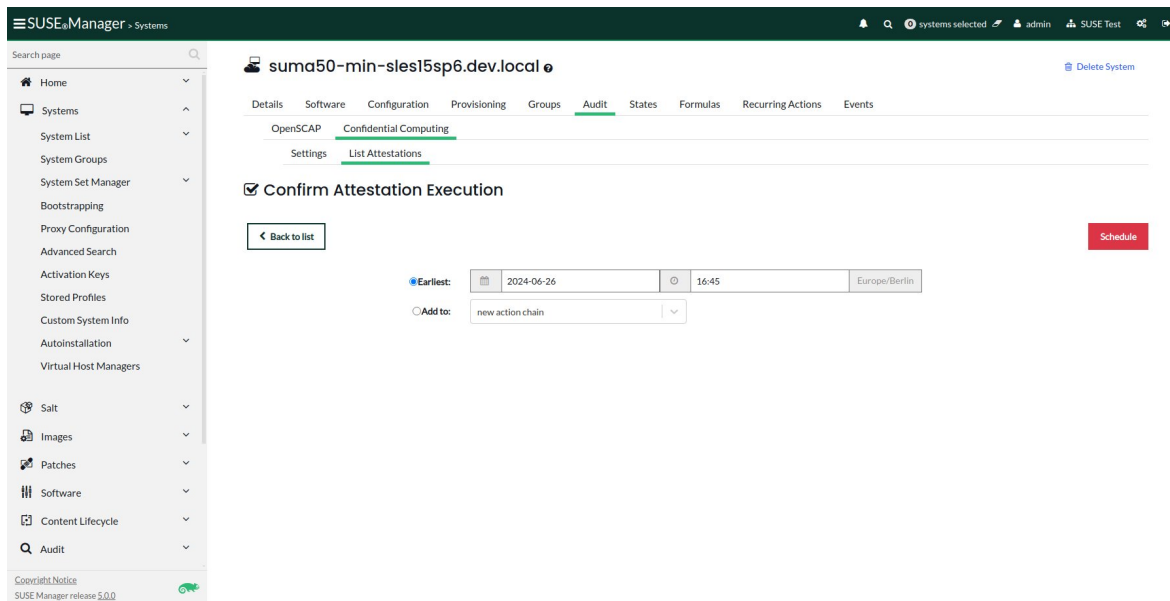 SUSE®Manager > Systems
0 systems selected admin SUSE Test
Search page
Home
Systems
System List
System Groups
System Set Manager
Bootstrapping
Proxy Configuration
Advanced Search
Activation Keys
Stored Profiles
Custom System Info
Autoinstallation
Virtual Host Managers
Salt
Images
Patches
Software
Content Lifecycle
Audit
Copyright Notice
SUSE Manager release 5.0.0
suma50-min-sles15sp6.dev.local
Delete System
Details Software Configuration Provisioning Groups Audit States Formulas Recurring Actions Events
OpenSCAP Confidential Computing
Settings List Attestations
Confirm Attestation Execution
Back to list
Schedule
Earliest: 2024-06-26 16:45 Europe/Berlin
Add to: new action chain